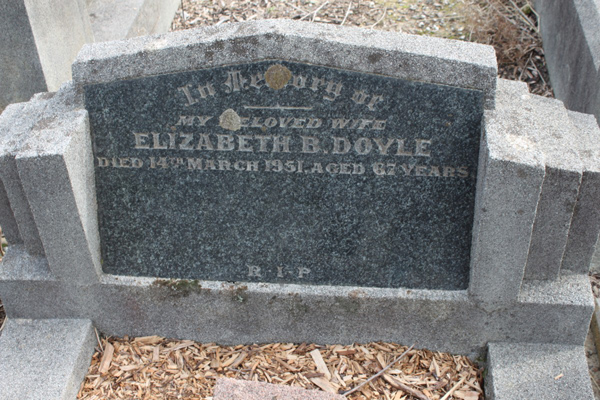 In Memory of
MY BELOVED WIFE
ELIZABETH B. DOYLE
DIED 14TH MARCH 1951, AGED 67 YEARS.
R-I-P